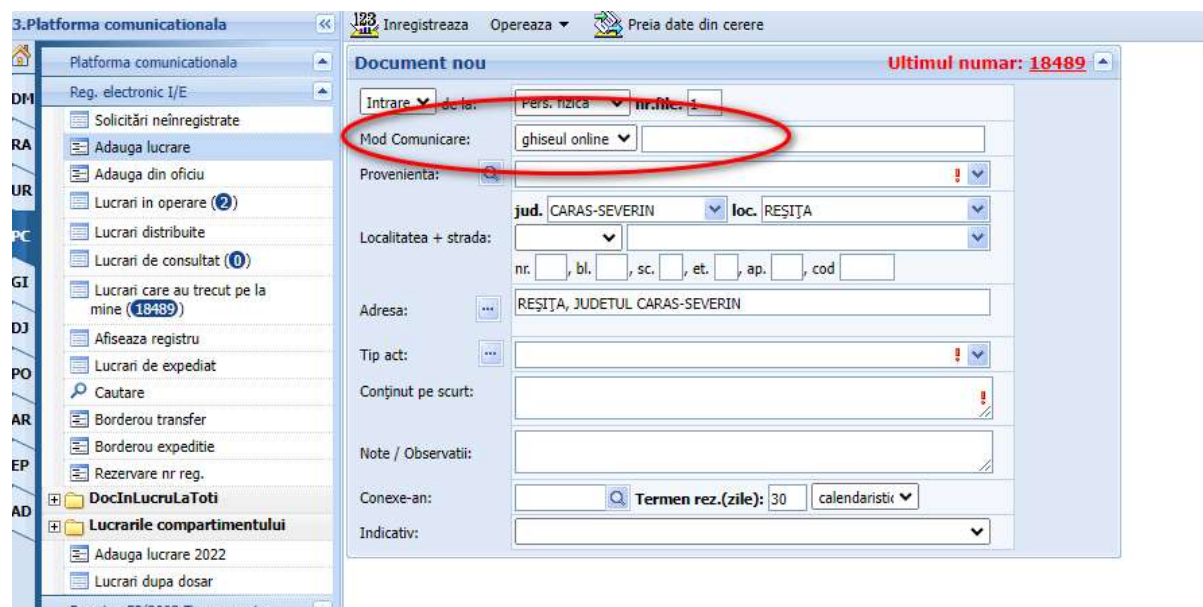 3.Platforma comunicationala
123 Inregistreaza Opereaza Preia date din cerere
Platforma comunicationala
Reg. electronic I/E
Solicitări neînregistrate
Adauga lucrare
Adauga din oficiu
Lucrari in operare (2)
Lucrari distribuite
Lucrari de consultat (0)
Lucrari care au trecut pe la
mine (18489)
Afiseaza registru
Lucrari de expediat
Cautare
Borderou transfer
Borderou expeditie
Rezervare nr reg.
DocInLucruLaToti
Lucrarile compartimentului
Adauga lucrare 2022
Lucrari dupa dosar
DM
RA
UR
PC
GI
DJ
PO
AR
EP
AD
Document nou Ultimul numar: 18489
Intrare de la: Pers. fizica nr.file. 1
Mod Comunicare: ghiseul online
Provenienta: !
jud. CARAS-SEVERIN loc. REŞIŢA
Localitatea + strada:
nr. , bl. , sc. , et. , ap. , cod
Adresa: ... REŞIŢA, JUDETUL CARAS-SEVERIN
Tip act: ... !
Conţinut pe scurt: !
Note / Observatii:
Conexe-an: Termen rez.(zile): 30 calendaristic
Indicativ: